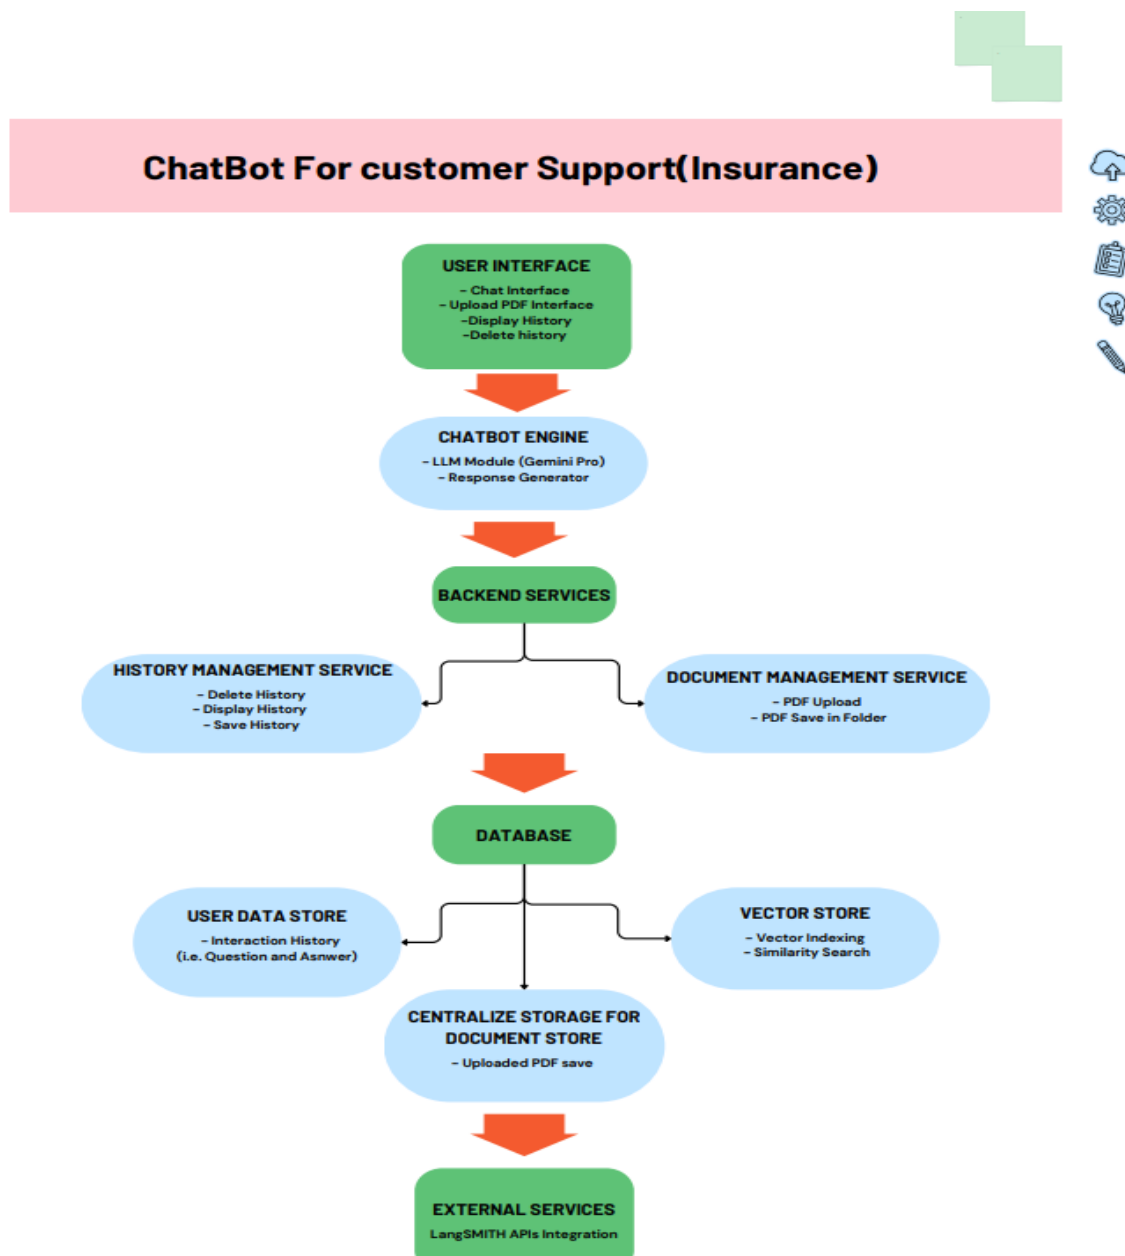 ChatBot For customer Support(Insurance)
USER INTERFACE
- Chat Interface
- Upload PDF Interface
-Display History
-Delete history
CHATBOT ENGINE
- LLM Module (Gemini Pro)
- Response Generator
BACKEND SERVICES
HISTORY MANAGEMENT SERVICE
- Delete History
- Display History
- Save History
DOCUMENT MANAGEMENT SERVICE
- PDF Upload
- PDF Save in Folder
DATABASE
USER DATA STORE
- Interaction History
(i.e. Question and Asnwer)
VECTOR STORE
- Vector Indexing
- Similarity Search
CENTRALIZE STORAGE FOR
DOCUMENT STORE
- Uploaded PDF save
EXTERNAL SERVICES
LangSMITH APIs Integration